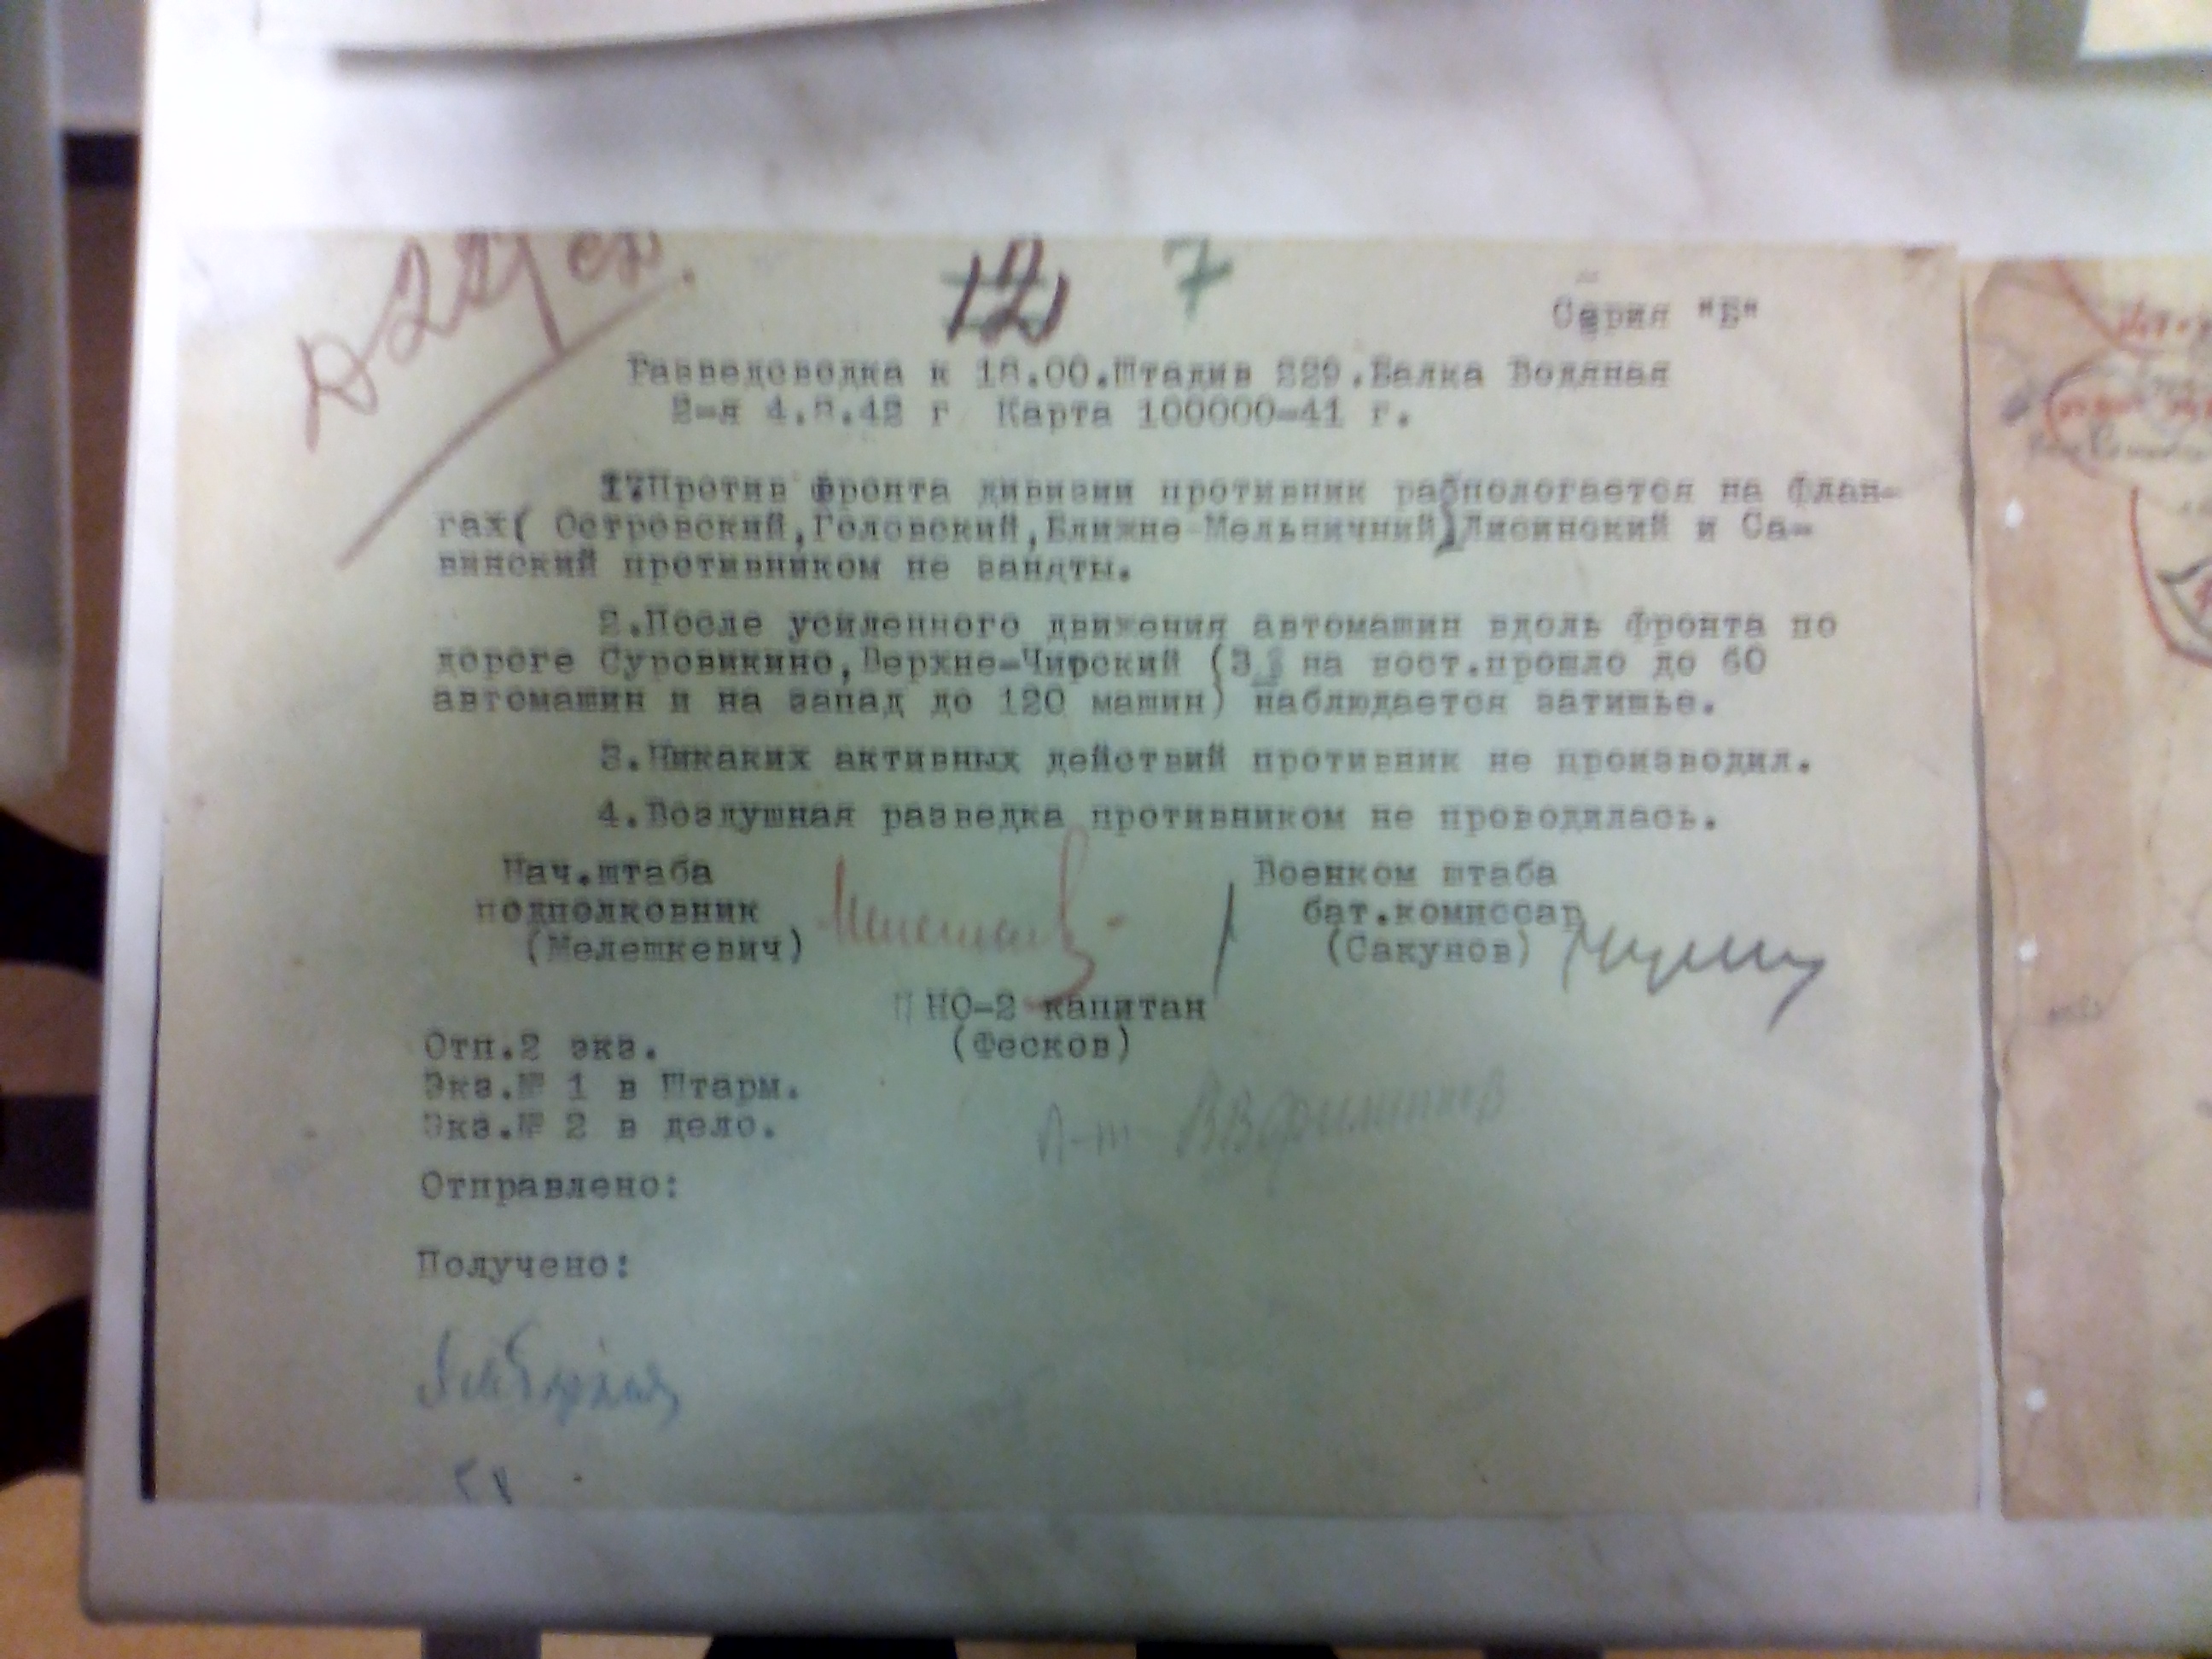 12 7
Серия "Б"
Разведсводка к 18.00.Штадив 229.Балка Водяная
2-я 4.8.42 г Карта 100000-41 г.
1.Против фронта дивизии противник распологается на флан-
гах( Островский,Головский,Ближне-Мельничний)Лисинский и Са-
винский противником не заняты.
2.После усиленного движения автомашин вдоль фронта по
дороге Суровикино,Верхне-Чирский (3.8 на вост.прошло до 60
автомашин и на запад до 120 машин) наблюдается затишье.
3.Никаких активных действий противник не производил.
4.Воздушная разведка противником не проводилась.
Нач.штаба Военком штаба
подполковник бат.комиссар
(Мелешкевич) (Сакунов)
ПНО-2 капитан
(Фесков)
Отп.2 экз.
Экз.№ 1 в Штарм.
Экз.№ 2 в дело.
Л-т
Отправлено:
Получено: